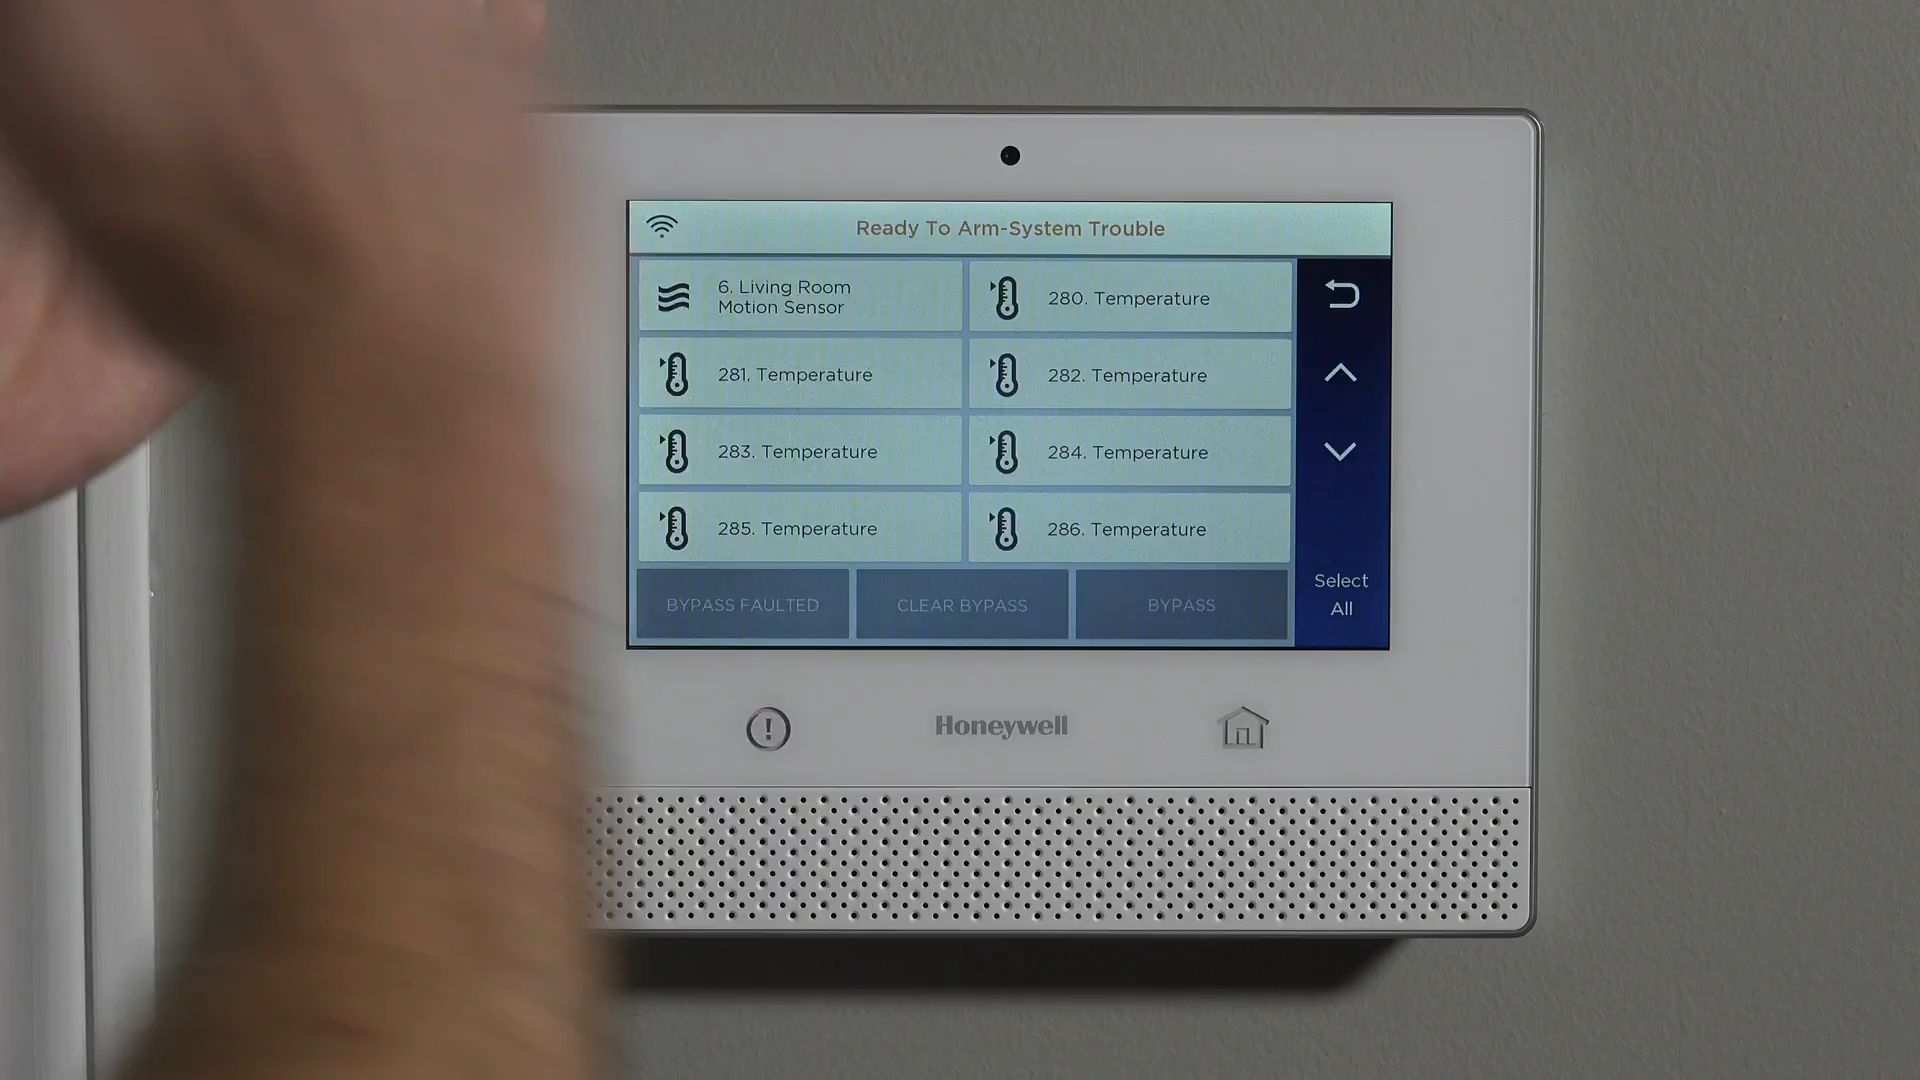 Ready To Arm-System Trouble
6. Living Room
Motion Sensor
280. Temperature
281. Temperature
282. Temperature
283. Temperature
284. Temperature
285. Temperature
286. Temperature
BYPASS FAULTED
CLEAR BYPASS
BYPASS
Select
All
Honeywell